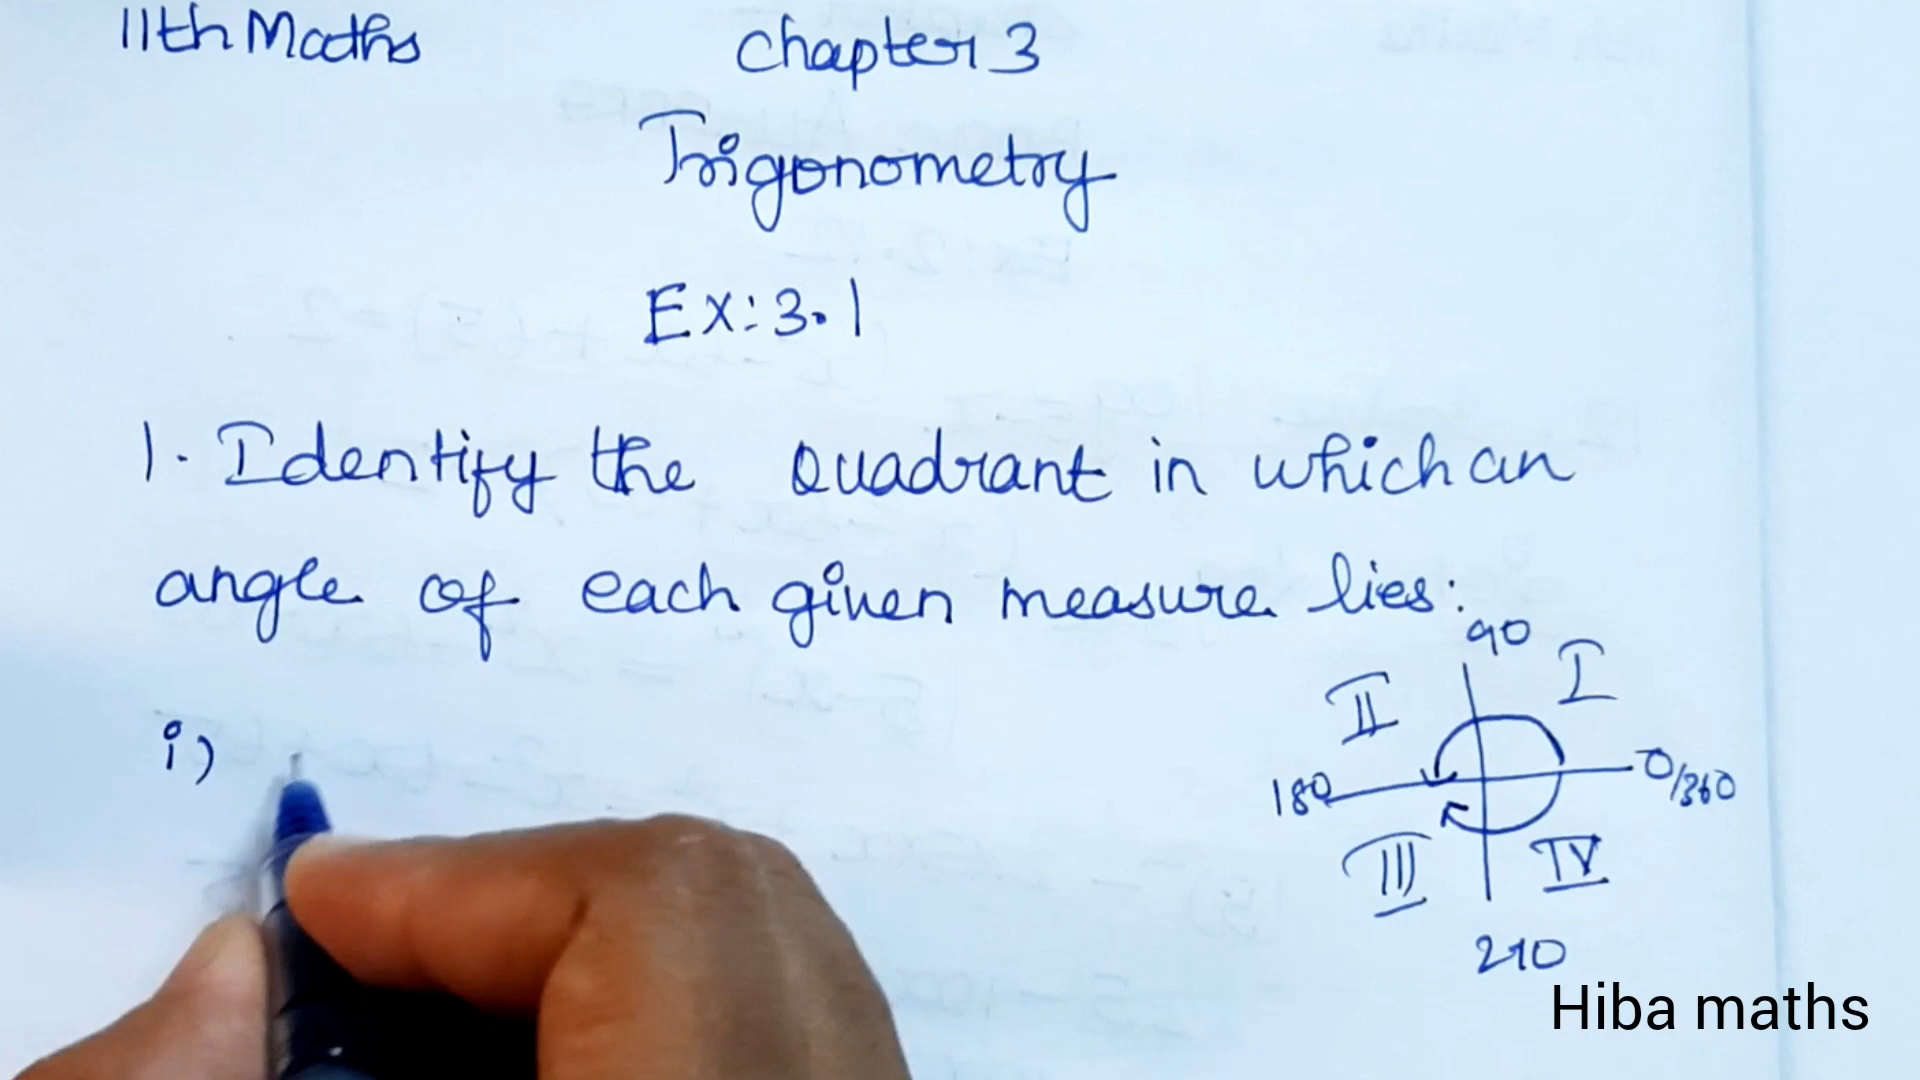 11th Maths Chapter 3
Trigonometry
Ex: 3.1
1. Identify the Quadrant in which an
angle of each given measure lies:
90
II I
180 0/360
III IV
270
i)
Hiba maths